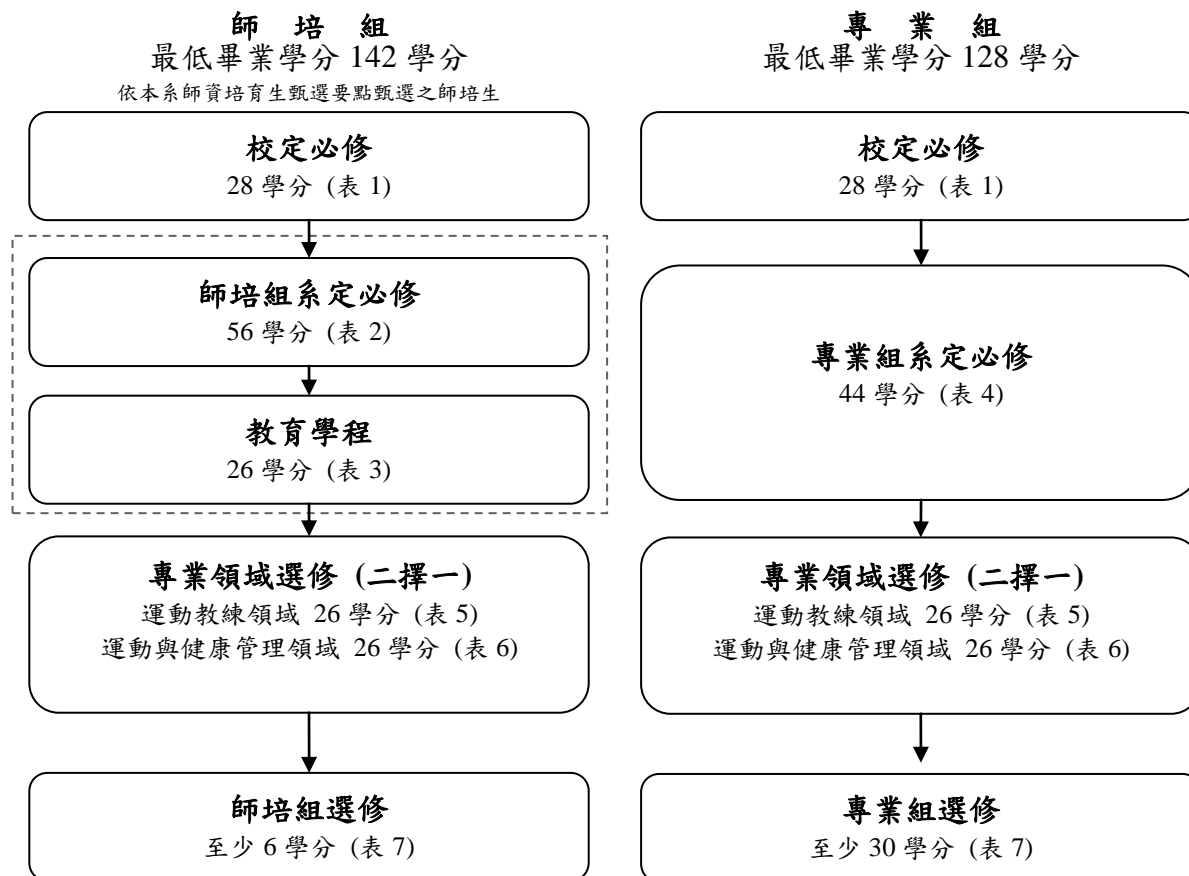 師 培 組
最低畢業學分 142 學分
依本系師資培育生甄選要點甄選之師培生
校定必修
28 學分 (表 1)
師培組系定必修
56 學分 (表 2)
教育學程
26 學分 (表 3)
專業領域選修 (二擇一)
運動教練領域 26 學分 (表 5)
運動與健康管理領域 26 學分 (表 6)
師培組選修
至少 6 學分 (表 7)
專 業 組
最低畢業學分 128 學分
校定必修
28 學分 (表 1)
專業組系定必修
44 學分 (表 4)
專業領域選修 (二擇一)
運動教練領域 26 學分 (表 5)
運動與健康管理領域 26 學分 (表 6)
專業組選修
至少 30 學分 (表 7)